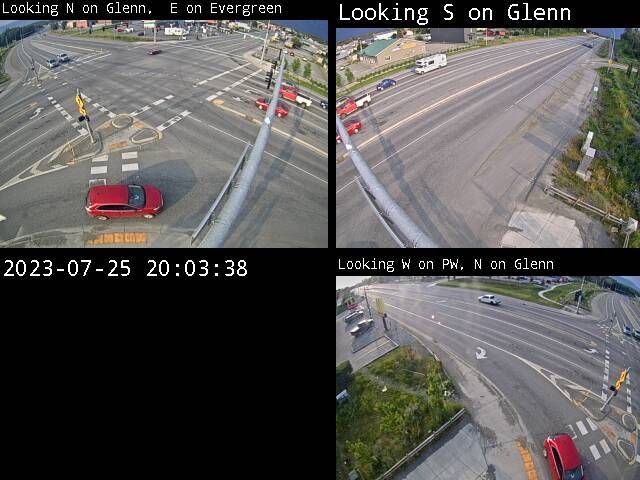 Looking N on Glenn,  E on Evergreen
Looking S on Glenn
2023-07-25 20:03:38
Looking W on PW, N on Glenn